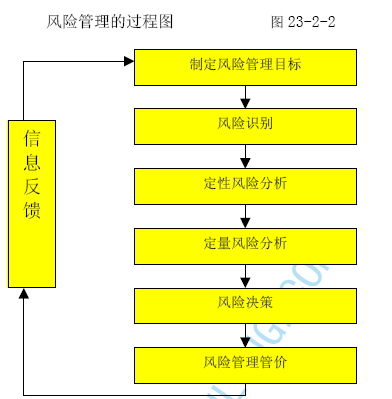 风险管理的过程图 图 23-2-2
制定风险管理目标
风险识别
信息反馈
定性风险分析
定量风险分析
风险决策
风险管理管价